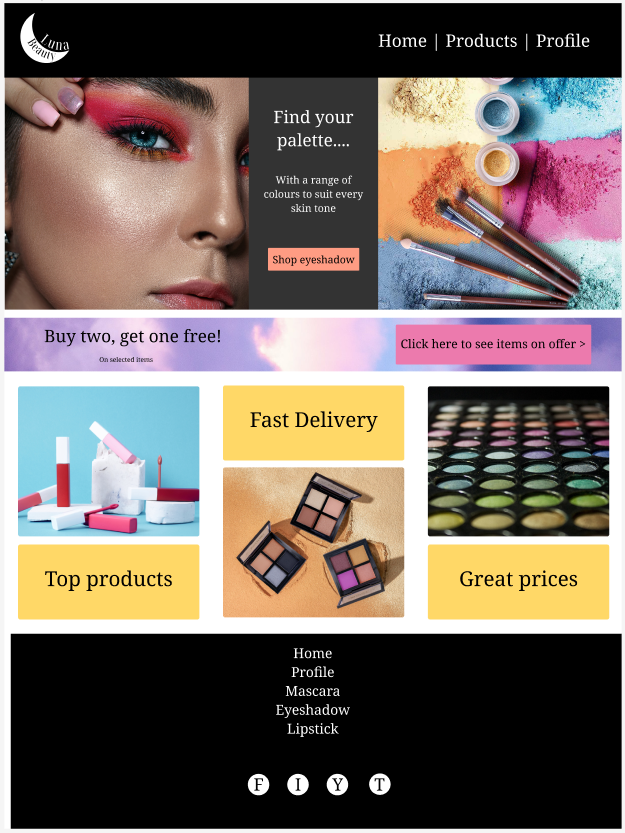 Luna
Beauty
Home | Products | Profile
Find your
palette....
With a range of
colours to suit every
skin tone
Shop eyeshadow
Buy two, get one free!
On selected items
Click here to see items on offer >
Fast Delivery
Top products
Great prices
Home
Profile
Mascara
Eyeshadow
Lipstick
F I Y T